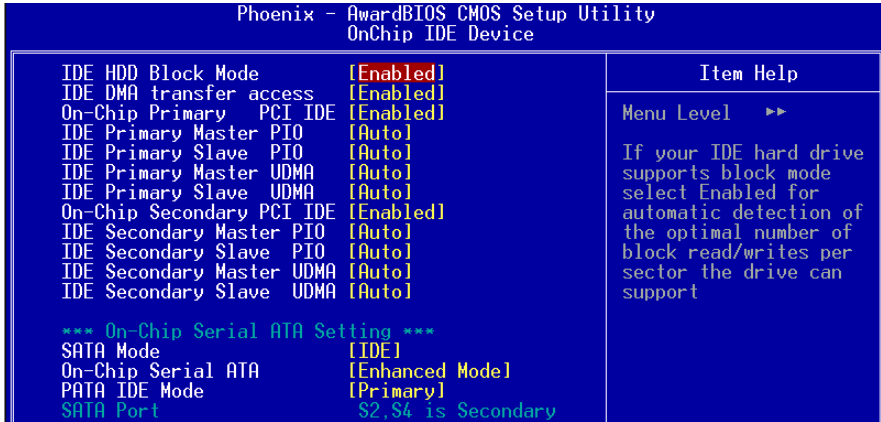 Phoenix - AwardBIOS CMOS Setup Utility
OnChip IDE Device
IDE HDD Block Mode [Enabled]
IDE DMA transfer access [Enabled]
On-Chip Primary PCI IDE [Enabled]
IDE Primary Master PIO [Auto]
IDE Primary Slave PIO [Auto]
IDE Primary Master UDMA [Auto]
IDE Primary Slave UDMA [Auto]
On-Chip Secondary PCI IDE [Enabled]
IDE Secondary Master PIO [Auto]
IDE Secondary Slave PIO [Auto]
IDE Secondary Master UDMA [Auto]
IDE Secondary Slave UDMA [Auto]
*** On-Chip Serial ATA Setting ***
SATA Mode [IDE]
On-Chip Serial ATA [Enhanced Mode]
PATA IDE Mode [Primary]
SATA Port S2,S4 is Secondary
Item Help
Menu Level ►►
If your IDE hard drive
supports block mode
select Enabled for
automatic detection of
the optimal number of
block read/writes per
sector the drive can
support